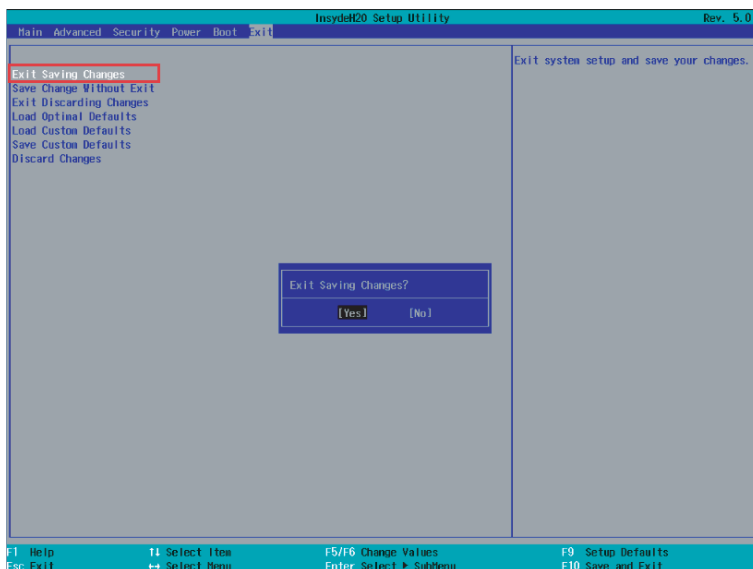 InsydeH20 Setup Utility Rev. 5.0
Main Advanced Security Power Boot Exit
Exit Saving Changes
Save Change Without Exit
Exit Discarding Changes
Load Optimal Defaults
Load Custom Defaults
Save Custom Defaults
Discard Changes
Exit system setup and save your changes.
Exit Saving Changes?
[Yes] [No]
F1 Help ↑↓ Select Item F5/F6 Change Values F9 Setup Defaults
Esc Exit ↔ Select Menu Enter Select ► SubMenu F10 Save and Exit